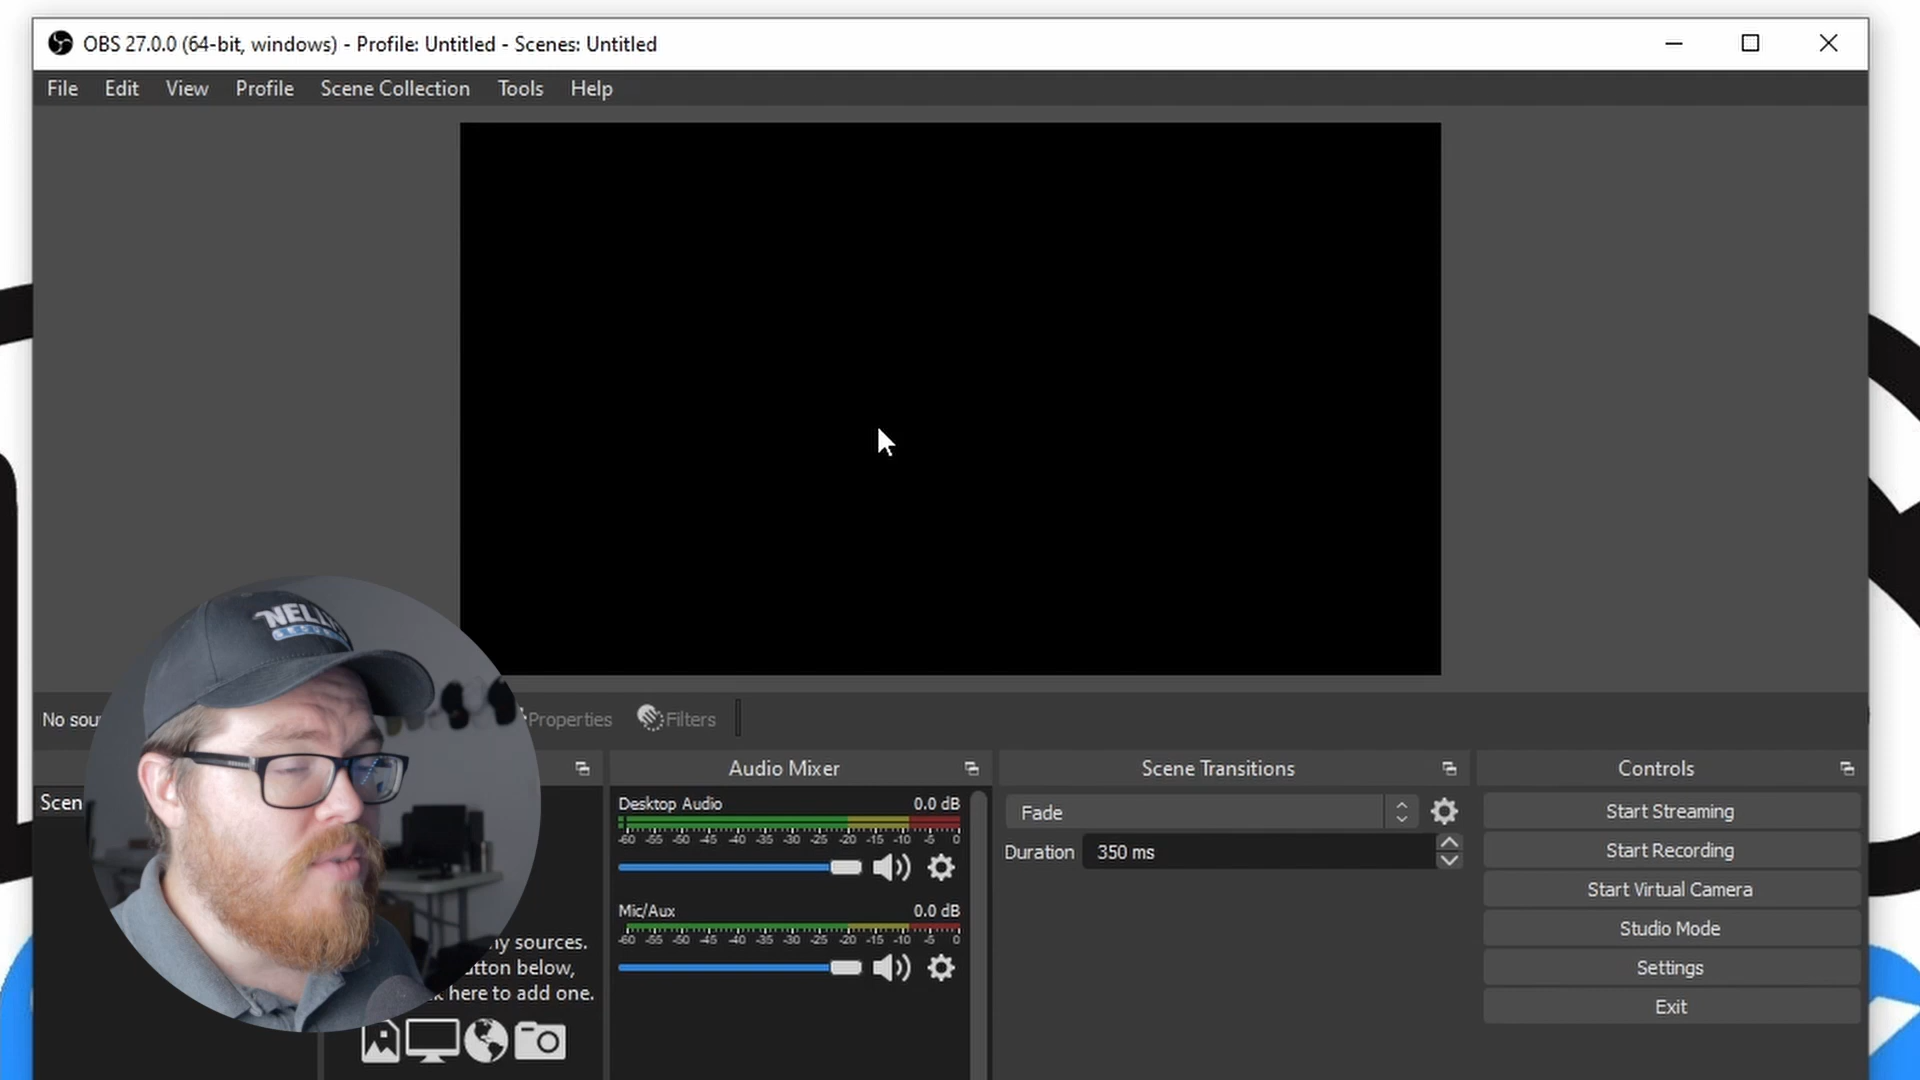 OBS 27.0.0 (64-bit, windows) - Profile: Untitled - Scenes: Untitled
File Edit View Profile Scene Collection Tools Help
No sou
Properties Filters
Audio Mixer
Scene Transitions
Controls
Scen
Desktop Audio 0.0 dB
-60 -55 -50 -45 -40 -35 -30 -25 -20 -15 -10 -5 0
Mic/Aux 0.0 dB
-60 -55 -50 -45 -40 -35 -30 -25 -20 -15 -10 -5 0
Fade
Duration 350 ms
Start Streaming
Start Recording
Start Virtual Camera
Studio Mode
Settings
Exit
ny sources.
utton below,
k here to add one.
NELL